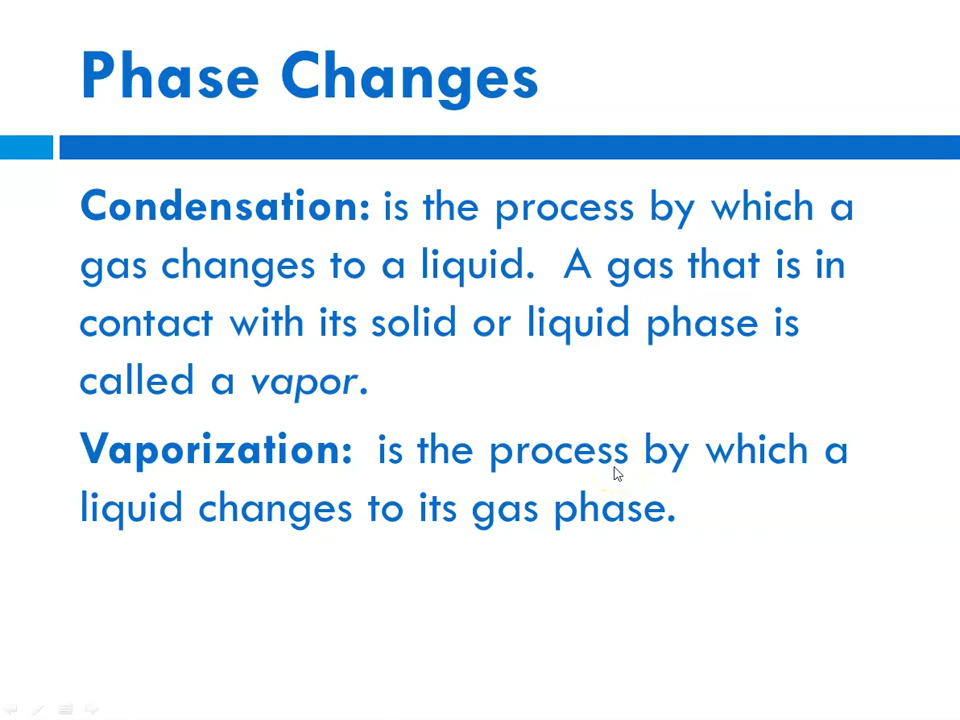 Phase Changes
Condensation: is the process by which a
gas changes to a liquid.  A gas that is in
contact with its solid or liquid phase is
called a vapor.
Vaporization:  is the process by which a
liquid changes to its gas phase.